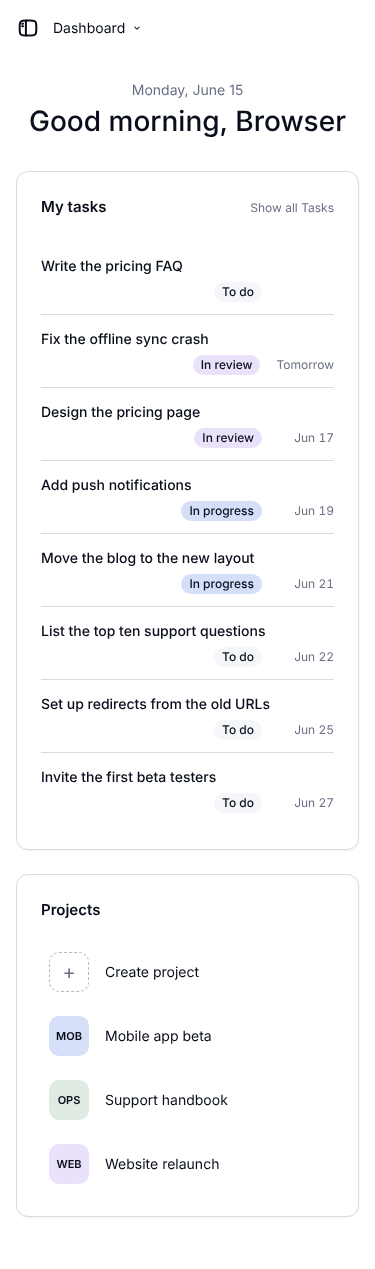 Dashboard
Monday, June 15
Good morning, Browser
My tasks
Show all Tasks
Write the pricing FAQ
To do
Fix the offline sync crash
In review
Tomorrow
Design the pricing page
In review
Jun 17
Add push notifications
In progress
Jun 19
Move the blog to the new layout
In progress
Jun 21
List the top ten support questions
To do
Jun 22
Set up redirects from the old URLs
To do
Jun 25
Invite the first beta testers
To do
Jun 27
Projects
+
Create project
MOB
Mobile app beta
OPS
Support handbook
WEB
Website relaunch